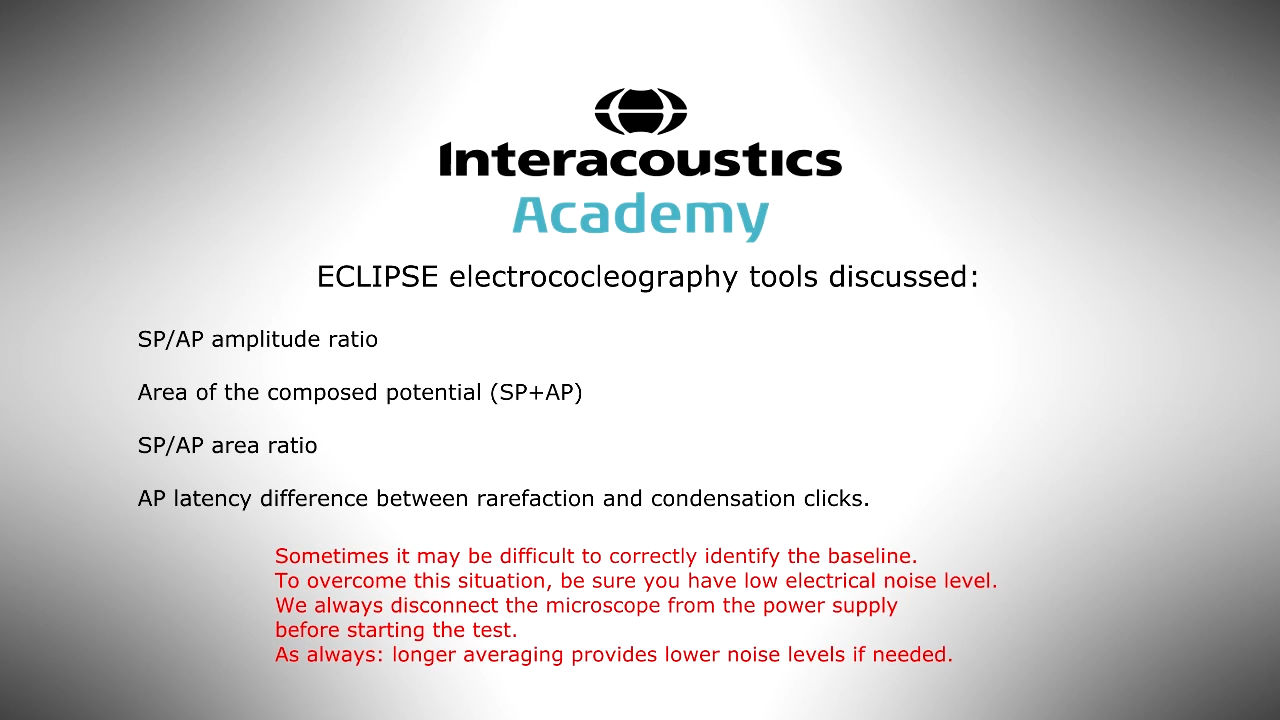 Interacoustics
Academy
ECLIPSE electrococleography tools discussed:
SP/AP amplitude ratio
Area of the composed potential (SP+AP)
SP/AP area ratio
AP latency difference between rarefaction and condensation clicks.
Sometimes it may be difficult to correctly identify the baseline.
To overcome this situation, be sure you have low electrical noise level.
We always disconnect the microscope from the power supply
before starting the test.
As always: longer averaging provides lower noise levels if needed.